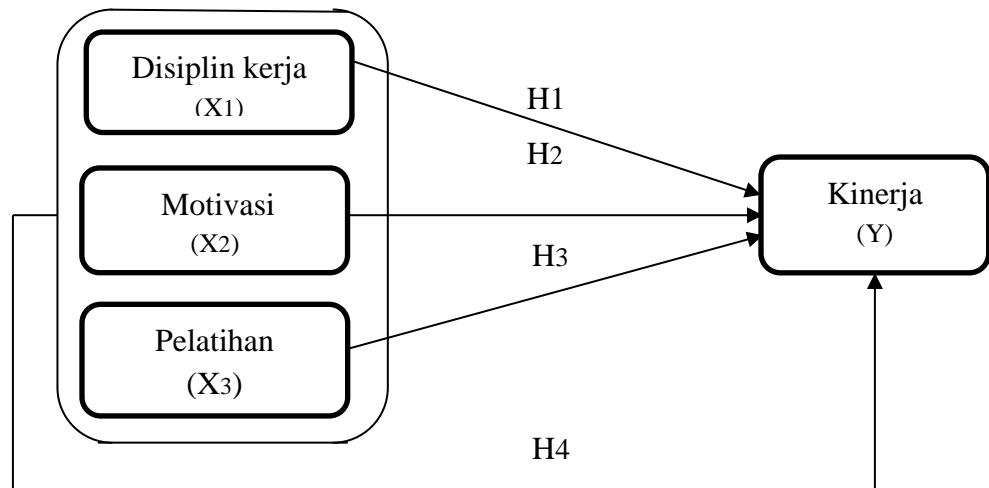 Disiplin kerja
(X1)
H1
H2
Motivasi
(X2)
Kinerja
(Y)
H3
Pelatihan
(X3)
H4